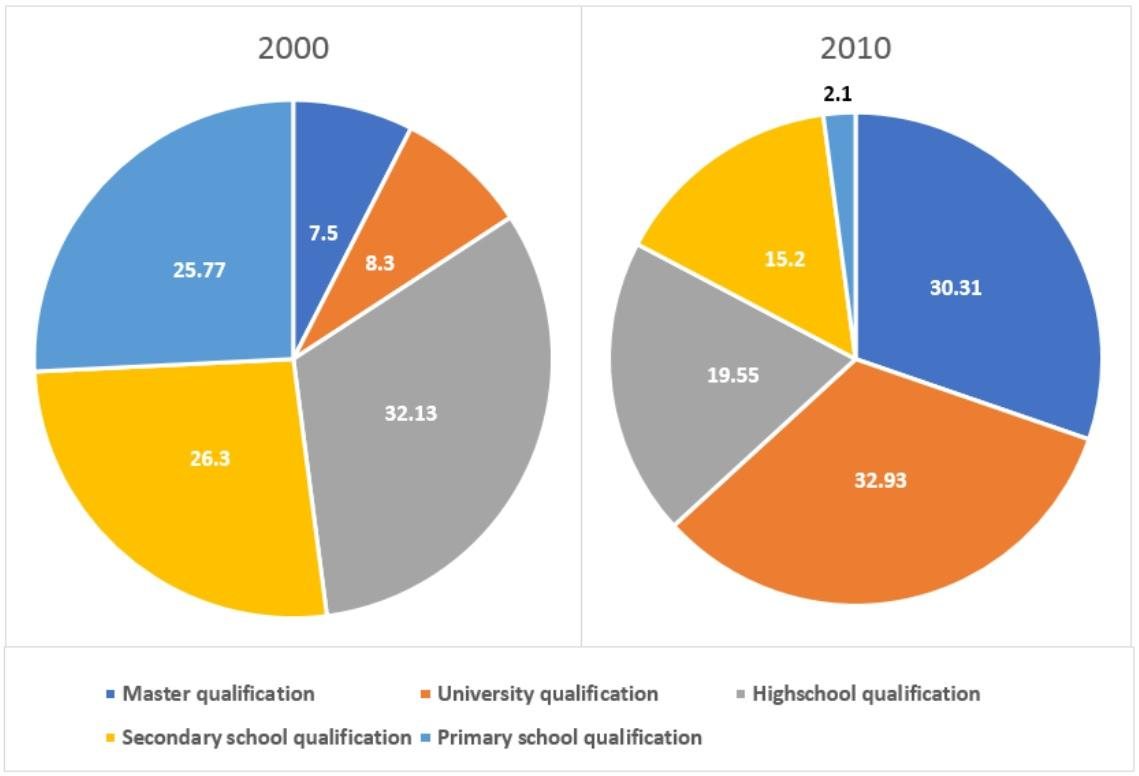 2000
7.5
8.3
32.13
26.3
25.77
2010
2.1
30.31
32.93
19.55
15.2
Master qualification
University qualification
Highschool qualification
Secondary school qualification
Primary school qualification